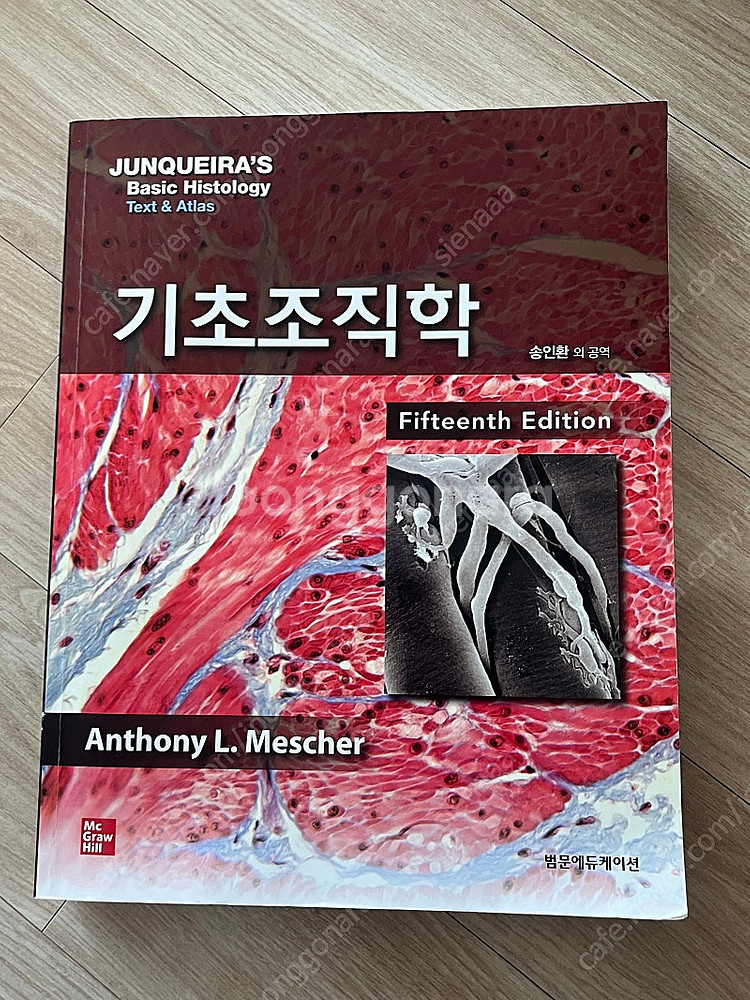 JUNQUEIRA'S
Basic Histology
Text & Atlas
기초조직학
송인환 외 공역
Fifteenth Edition
Anthony L. Mescher
Mc
Graw
Hill
범문에듀케이션
sienaaa